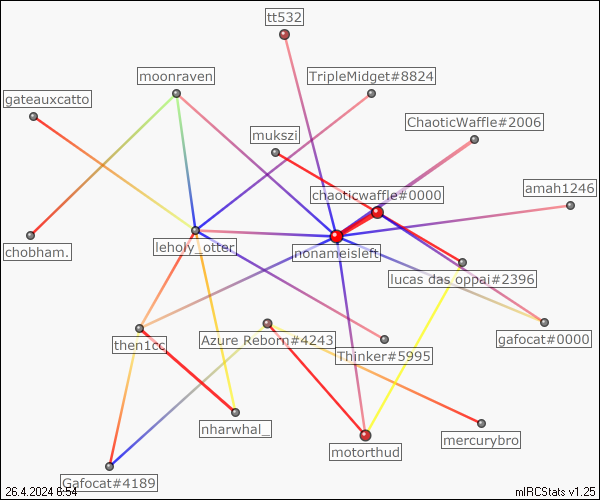 tt532
moonraven
TripleMidget#8824
gateauxcatto
ChaoticWaffle#2006
mukszi
chaoticwaffle#0000
amah1246
chobham.
leholy_otter
nonameisleft
lucas das oppai#2396
then1cc
Azure Reborn#4243
gafocat#0000
Thinker#5995
nharwhal_
mercurybro
motorthud
Gafocat#4189
26.4.2024 8:54
mIRCStats v1.25